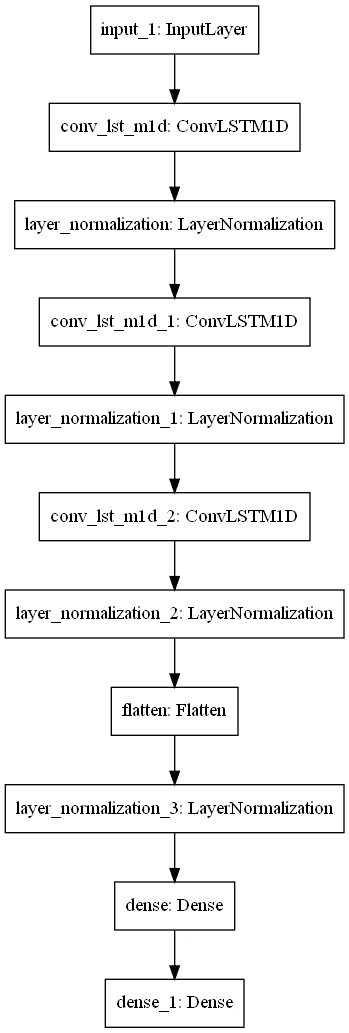 input_1: InputLayer
conv_lst_m1d: ConvLSTM1D
layer_normalization: LayerNormalization
conv_lst_m1d_1: ConvLSTM1D
layer_normalization_1: LayerNormalization
conv_lst_m1d_2: ConvLSTM1D
layer_normalization_2: LayerNormalization
flatten: Flatten
layer_normalization_3: LayerNormalization
dense: Dense
dense_1: Dense